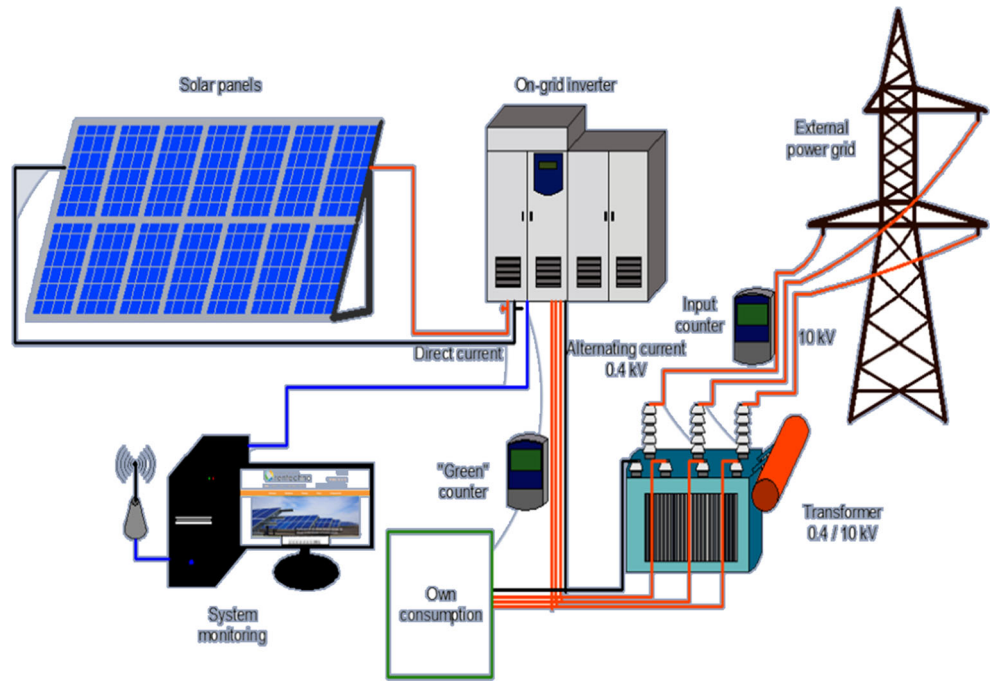 Solar panels
On-grid inverter
External
power grid
Input
counter
10 kV
Direct current
Alternating current
0.4 kV
"Green"
counter
Transformer
0.4 / 10 kV
Own
consumption
System
monitoring